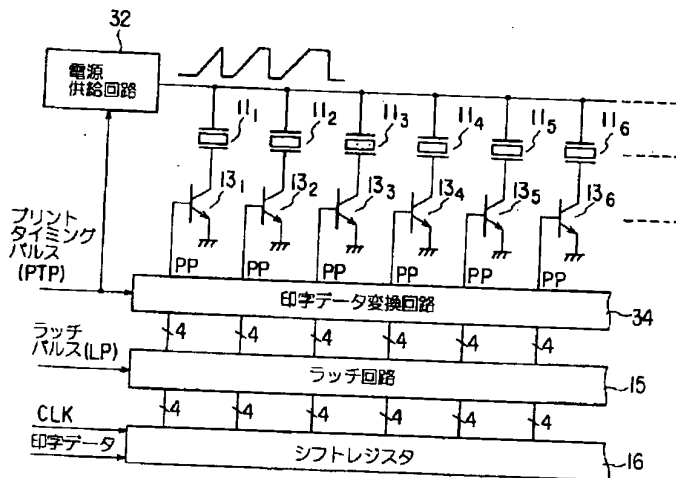 32
電源
供給回路
11₁ 11₂ 11₃ 11₄ 11₅ 11₆
13₁ 13₂ 13₃ 13₄ 13₅ 13₆
プリント
タイミング
パルス
(PTP)
PP PP PP PP PP PP
印字データ変換回路
34
4 4 4 4 4 4
ラッチ
パルス(LP)
ラッチ回路
15
4 4 4 4 4 4
CLK
印字データ
シフトレジスタ
16